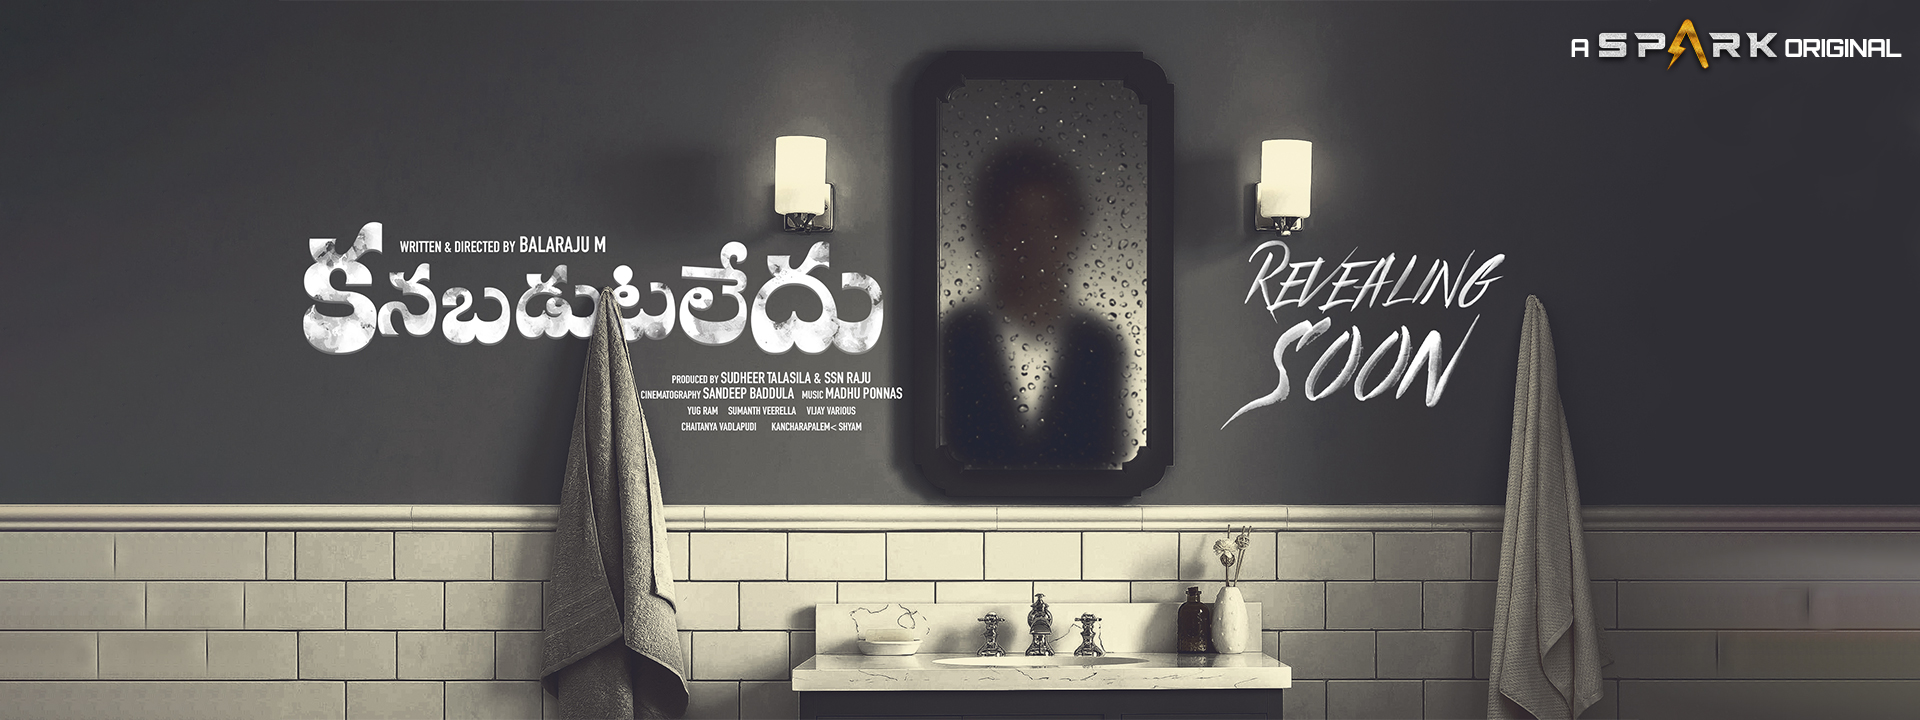 A SPARK ORIGINAL
WRITTEN & DIRECTED BY BALARAJU M
కనబడుటలేదు
PRODUCED BY SUDHEER TALASILA & SSN RAJU
CINEMATOGRAPHY SANDEEP BADDULA MUSIC MADHU PONNAS
YUG RAM SUMANTH VEERELLA VIJAY VARIOUS
CHAITANYA VADLAPUDI KANCHARAPALEM< SHYAM
REVEALING
SOON